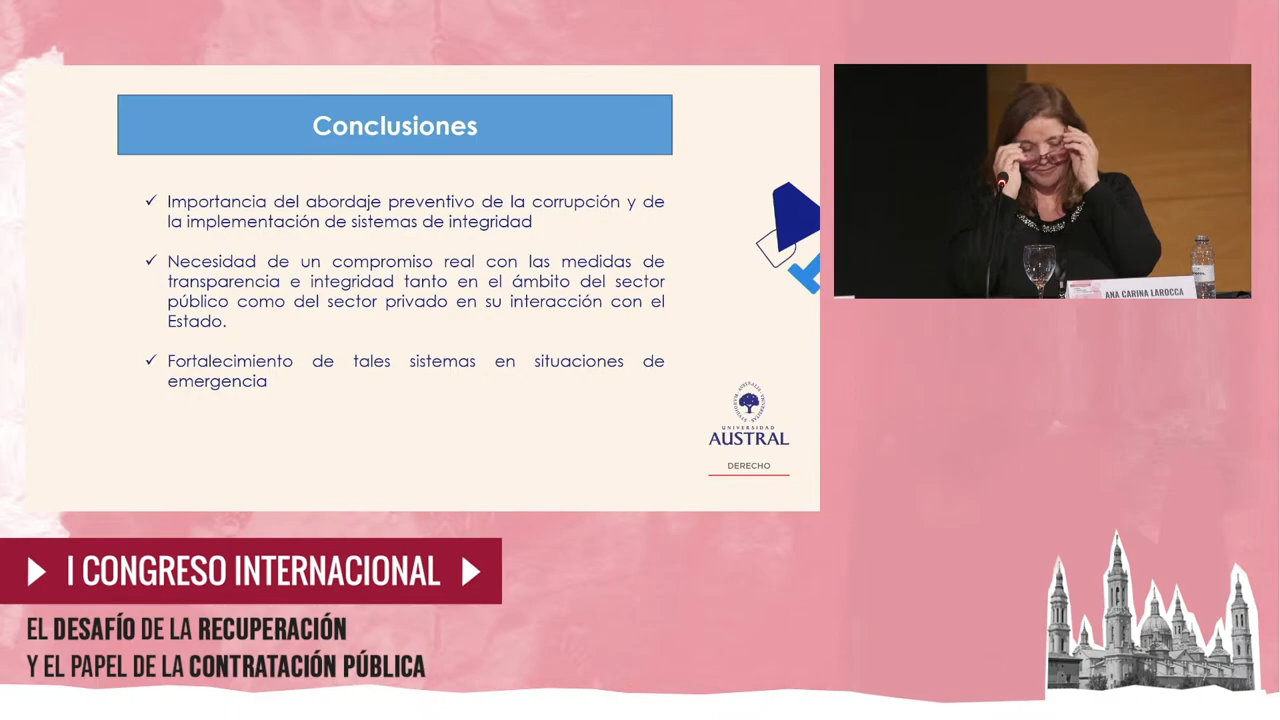 Conclusiones
✓ Importancia del abordaje preventivo de la corrupción y de
la implementación de sistemas de integridad
✓ Necesidad de un compromiso real con las medidas de
transparencia e integridad tanto en el ámbito del sector
público como del sector privado en su interacción con el
Estado.
✓ Fortalecimiento de tales sistemas en situaciones de
emergencia
UNIVERSIDAD
AUSTRAL
DERECHO
ANA CARINA LAROCCA
I CONGRESO INTERNACIONAL
EL DESAFÍO DE LA RECUPERACIÓN
Y EL PAPEL DE LA CONTRATACIÓN PÚBLICA